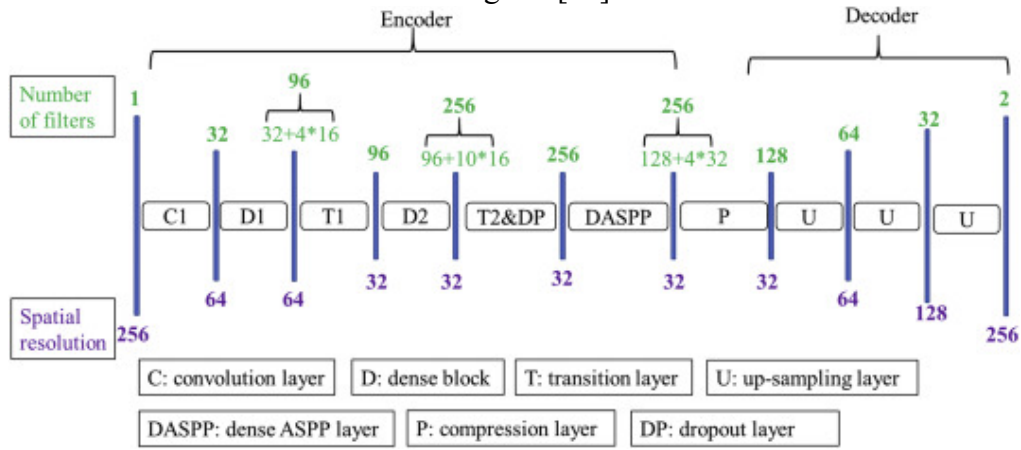 Encoder
Decoder
Number
of filters
1
32
96
32+4*16
96
256
96+10*16
256
256
128+4*32
128
64
32
2
C1
D1
T1
D2
T2&DP
DASPP
P
U
U
U
Spatial
resolution
256
64
64
32
32
32
32
32
64
128
256
C: convolution layer
D: dense block
T: transition layer
U: up-sampling layer
DASPP: dense ASPP layer
P: compression layer
DP: dropout layer